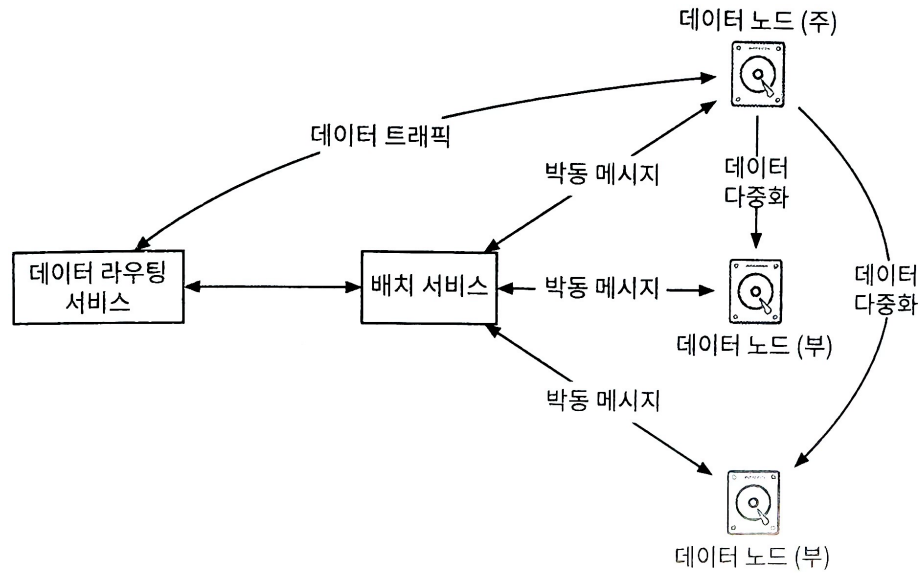 데이터 노드 (주)
데이터 트래픽
박동 메시지
데이터
다중화
데이터 라우팅
서비스
배치 서비스
박동 메시지
데이터
다중화
데이터 노드 (부)
박동 메시지
데이터 노드 (부)